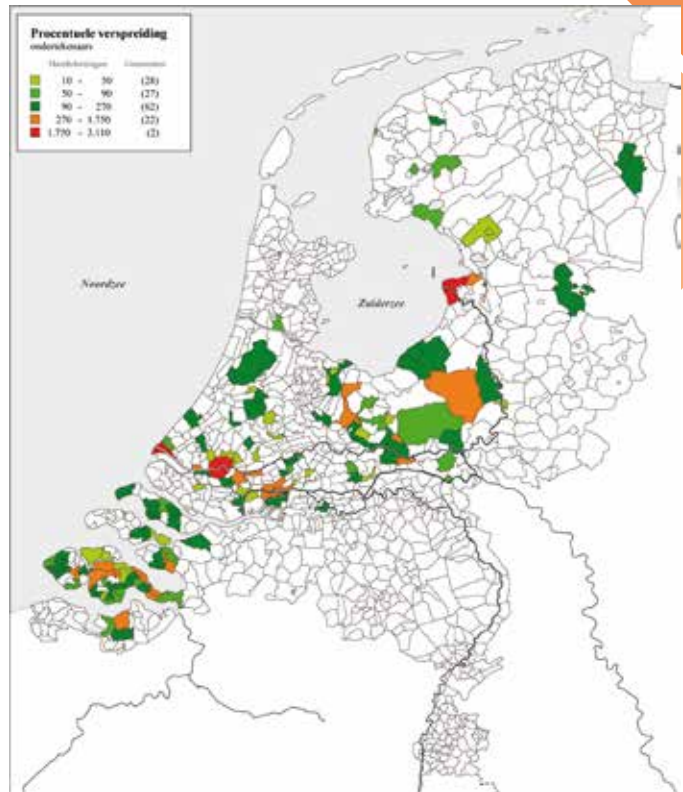 Procentuele verspreiding
ondertekenaars
Handtekeningen Gemeenten
10 - 50 (28)
50 - 90 (27)
90 - 270 (62)
270 - 1.750 (22)
1.750 - 3.110 (2)
Noordzee
Zuiderzee